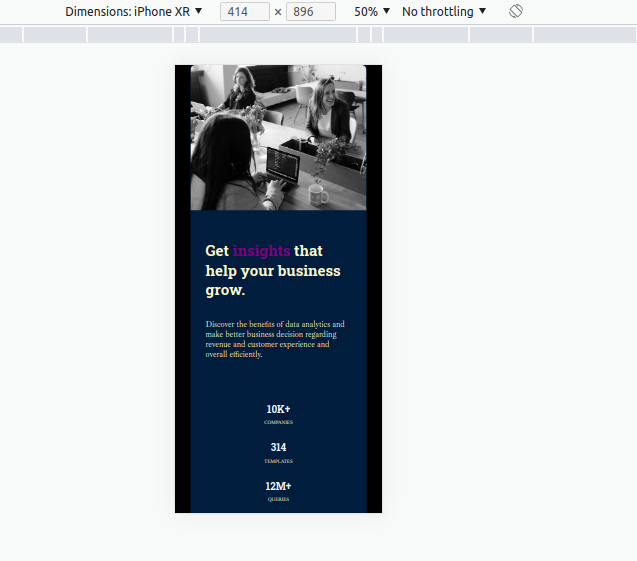 Dimensions: iPhone XR 414 × 896 50% No throttling
Get insights that
help your business
grow.
Discover the benefits of data analytics and
make better business decision regarding
revenue and customer experience and
overall efficiently.
10K+
COMPANIES
314
TEMPLATES
12M+
QUERIES